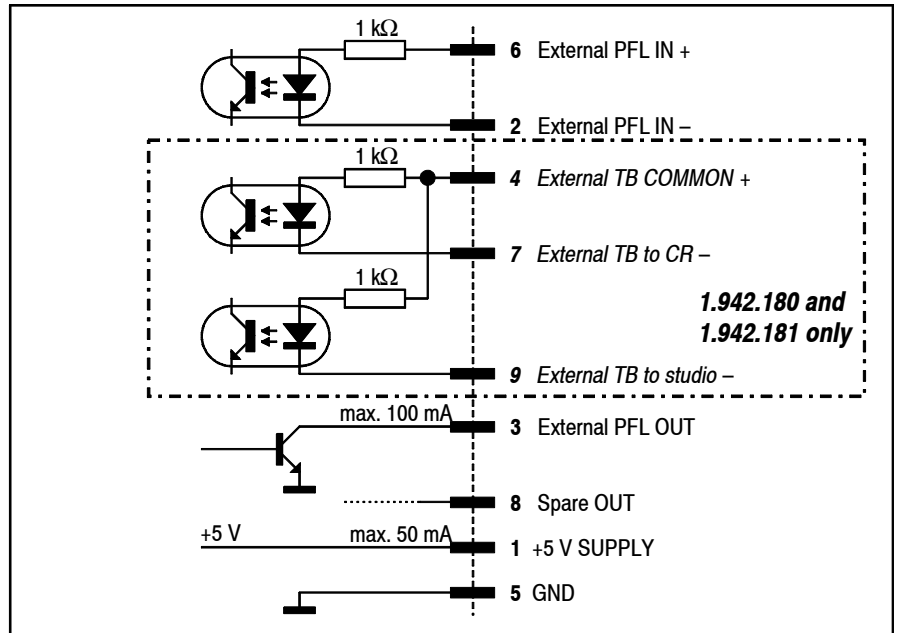 1 kΩ
6 External PFL IN +
2 External PFL IN –
1 kΩ
4 External TB COMMON +
7 External TB to CR –
1 kΩ
1.942.180 and
1.942.181 only
9 External TB to studio –
max. 100 mA
3 External PFL OUT
8 Spare OUT
+5 V max. 50 mA
1 +5 V SUPPLY
5 GND